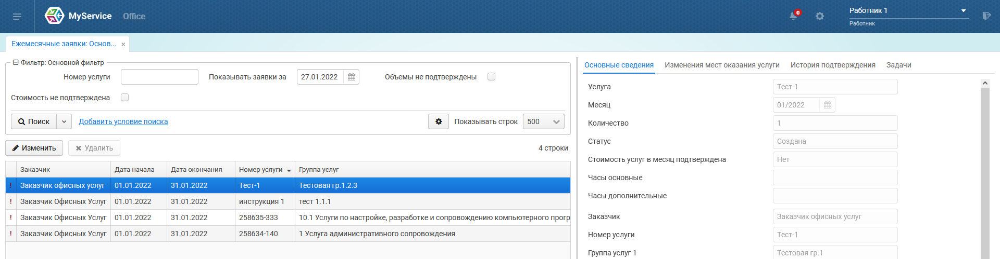 MyService Office 0 Работник 1
Работник
Ежемесячные заявки: Основ... ×
Фильтр: Основной фильтр
Номер услуги Показывать заявки за 27.01.2022 Объемы не подтверждены
Стоимость не подтверждена
Поиск Добавить условие поиска Показывать строк 500
Изменить Удалить 4 строки
Заказчик Дата начала Дата окончания Номер услуги Группа услуг
! Заказчик офисных услуг 01.01.2022 31.01.2022 Тест-1 Тестовая гр.1.2.3
! Заказчик Офисных Услуг 01.01.2022 31.01.2022 инструкция 1 тест 1.1.1
! Заказчик Офисных Услуг 01.01.2022 31.01.2022 258635-333 10.1 Услуги по настройке, разработке и сопровождению компьютерного прогр
! Заказчик Офисных Услуг 01.01.2022 31.01.2022 258634-140 1 Услуга административного сопровождения
Основные сведения Изменения мест оказания услуги История подтверждения Задачи
Услуга Тест-1
Месяц 01/2022
Количество 1
Статус Создана
Стоимость услуг в месяц подтверждена Нет
Часы основные
Часы дополнительные
Заказчик Заказчик офисных услуг
Номер услуги Тест-1
Группа услуг 1 Тестовая гр.1